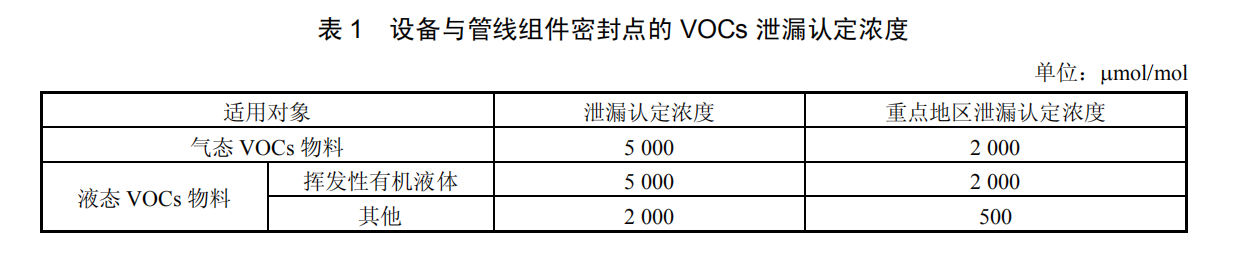 表 1 设备与管线组件密封点的 VOCs 泄漏认定浓度
单位：μmol/mol
适用对象 泄漏认定浓度 重点地区泄漏认定浓度
气态 VOCs 物料 5 000 2 000
液态 VOCs 物料 挥发性有机液体 5 000 2 000
其他 2 000 500